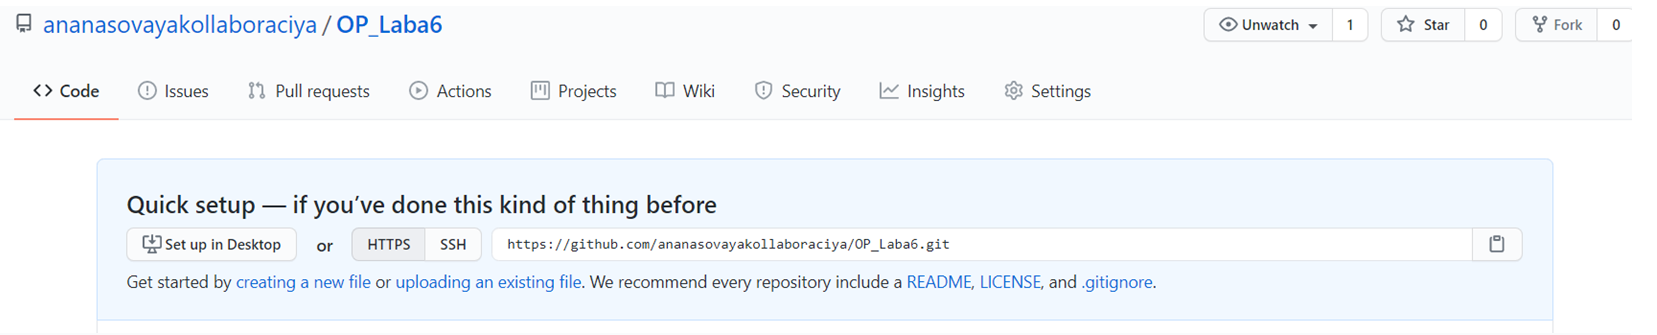 ananasovayakollaboraciya / OP_Laba6 Unwatch 1 Star 0 Fork 0
Code Issues Pull requests Actions Projects Wiki Security Insights Settings
Quick setup — if you’ve done this kind of thing before
Set up in Desktop or HTTPS SSH https://github.com/ananasovayakollaboraciya/OP_Laba6.git
Get started by creating a new file or uploading an existing file. We recommend every repository include a README, LICENSE, and .gitignore.